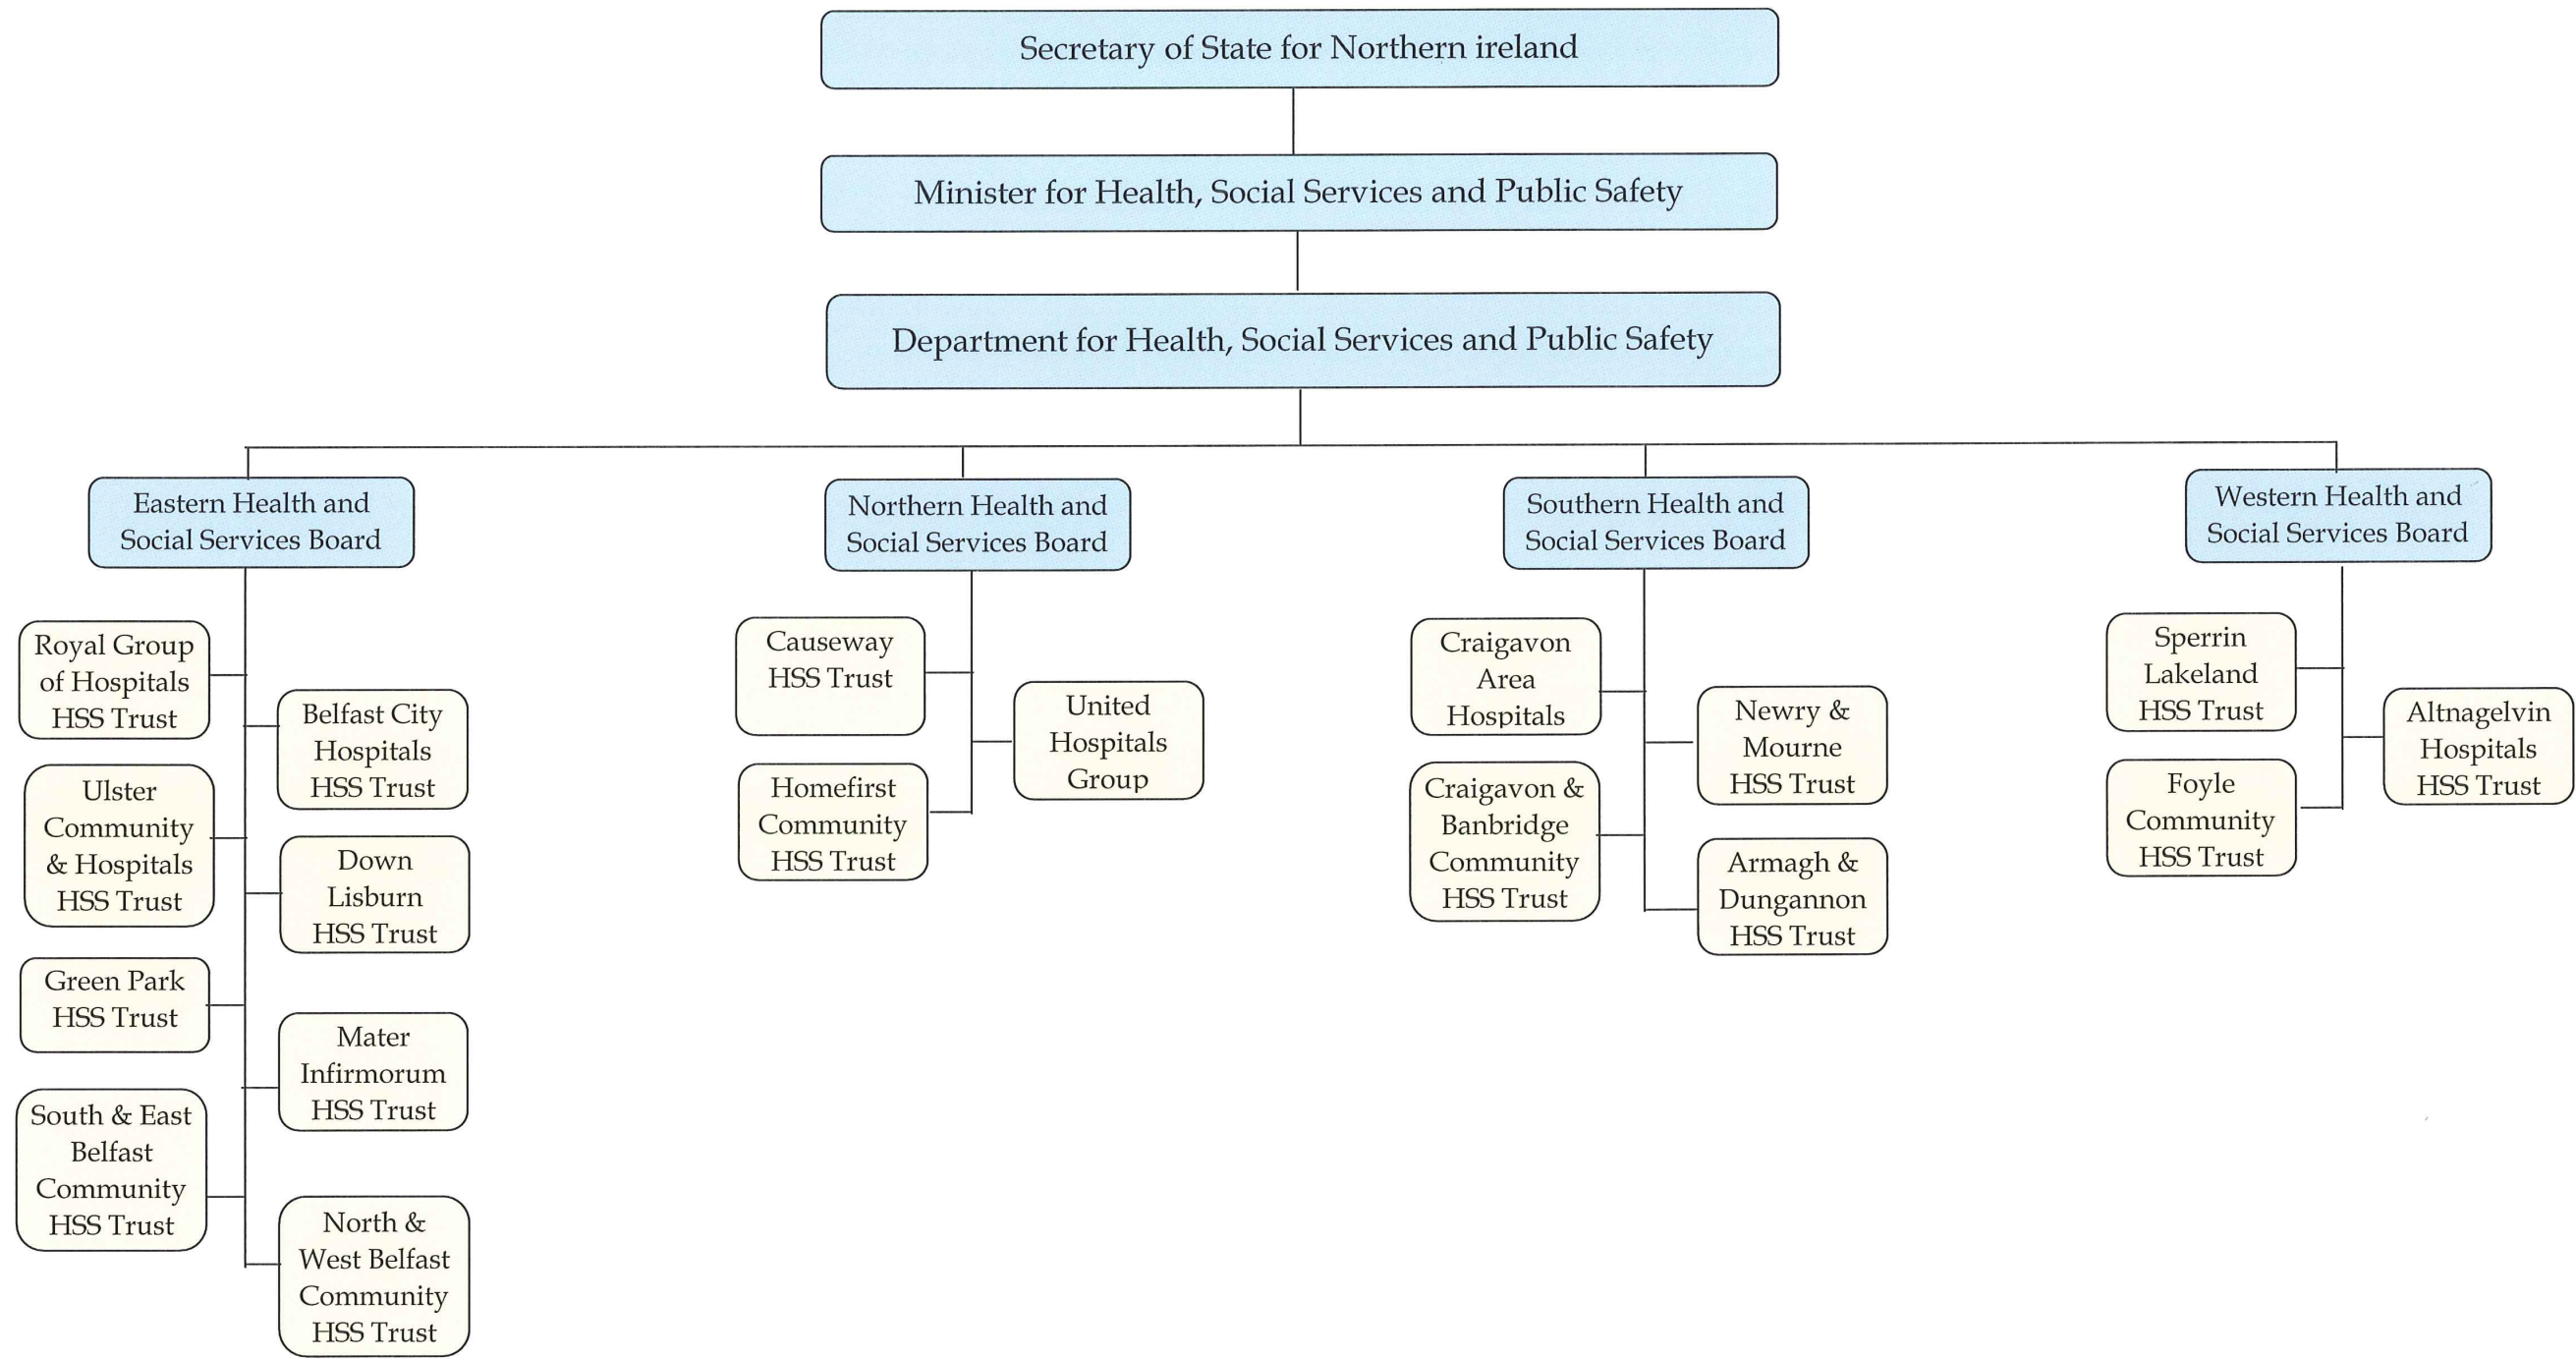 Secretary of State for Northern ireland
Minister for Health, Social Services and Public Safety
Department for Health, Social Services and Public Safety
Eastern Health and
Social Services Board
Royal Group
of Hospitals
HSS Trust
Belfast City
Hospitals
HSS Trust
Ulster
Community
& Hospitals
HSS Trust
Down
Lisburn
HSS Trust
Green Park
HSS Trust
Mater
Infirmorum
HSS Trust
South & East
Belfast
Community
HSS Trust
North &
West Belfast
Community
HSS Trust
Northern Health and
Social Services Board
Causeway
HSS Trust
United
Hospitals
Group
Homefirst
Community
HSS Trust
Southern Health and
Social Services Board
Craigavon
Area
Hospitals
Newry &
Mourne
HSS Trust
Craigavon &
Banbridge
Community
HSS Trust
Armagh &
Dungannon
HSS Trust
Western Health and
Social Services Board
Sperrin
Lakeland
HSS Trust
Altnagelvin
Hospitals
HSS Trust
Foyle
Community
HSS Trust